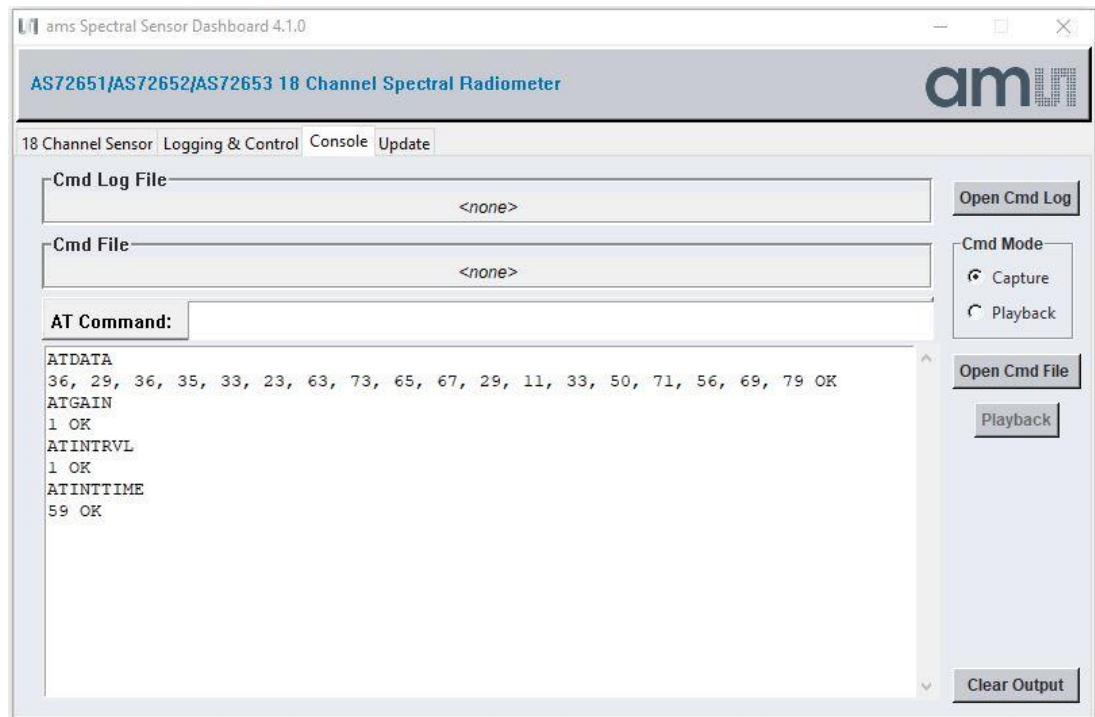 ams Spectral Sensor Dashboard 4.1.0
AS72651/AS72652/AS72653 18 Channel Spectral Radiometer
am
18 Channel Sensor Logging & Control Console Update
Cmd Log File
<none>
Open Cmd Log
Cmd File
<none>
Cmd Mode
Capture
Playback
AT Command:
ATDATA
36, 29, 36, 35, 33, 23, 63, 73, 65, 67, 29, 11, 33, 50, 71, 56, 69, 79 OK
ATGAIN
1 OK
ATINTRVL
1 OK
ATINTTIME
59 OK
Open Cmd File
Playback
Clear Output